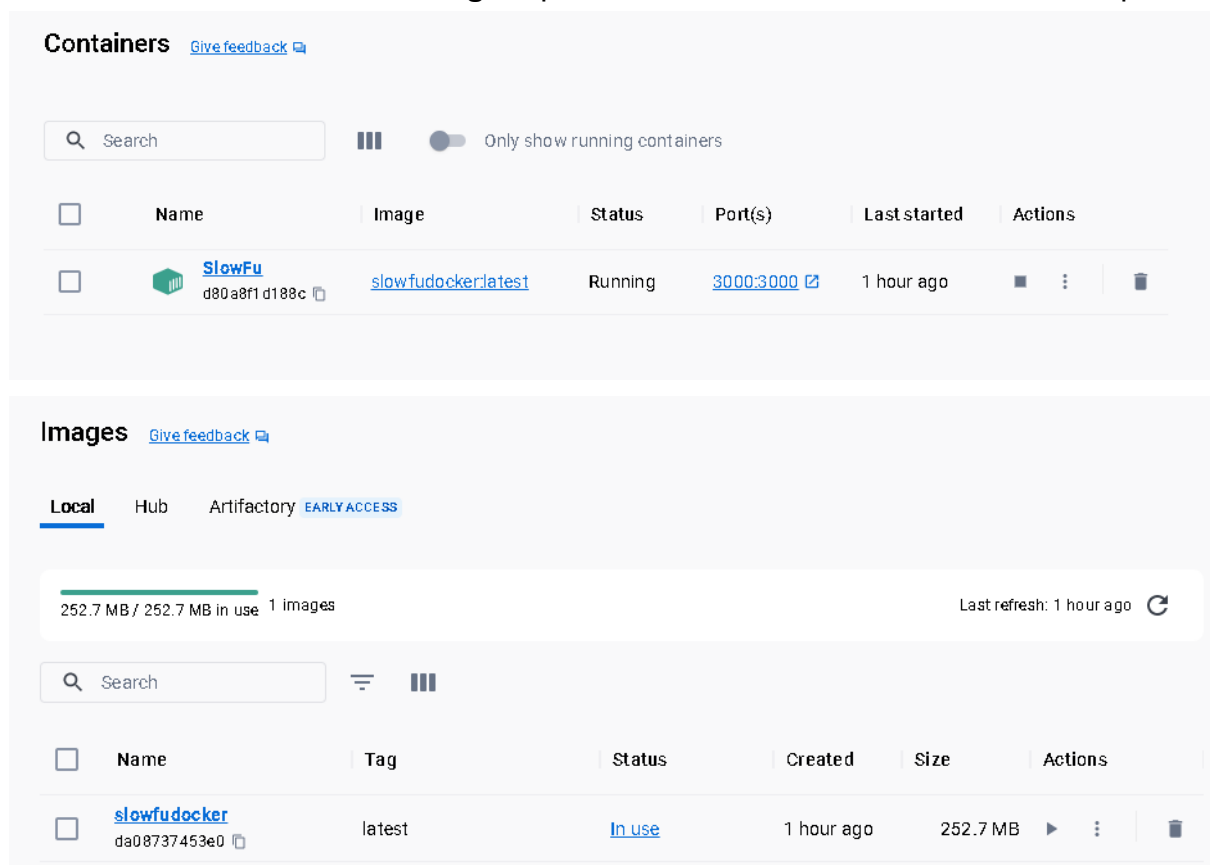 Containers Give feedback
Search Only show running containers
Name Image Status Port(s) Last started Actions
SlowFu
d80a8f1d188c
slowfudocker:latest Running 3000:3000 1 hour ago
Images Give feedback
Local Hub Artifactory EARLY ACCESS
252.7 MB / 252.7 MB in use 1 images Last refresh: 1 hour ago
Search
Name Tag Status Created Size Actions
slowfudocker
da08737453e0
latest In use 1 hour ago 252.7 MB